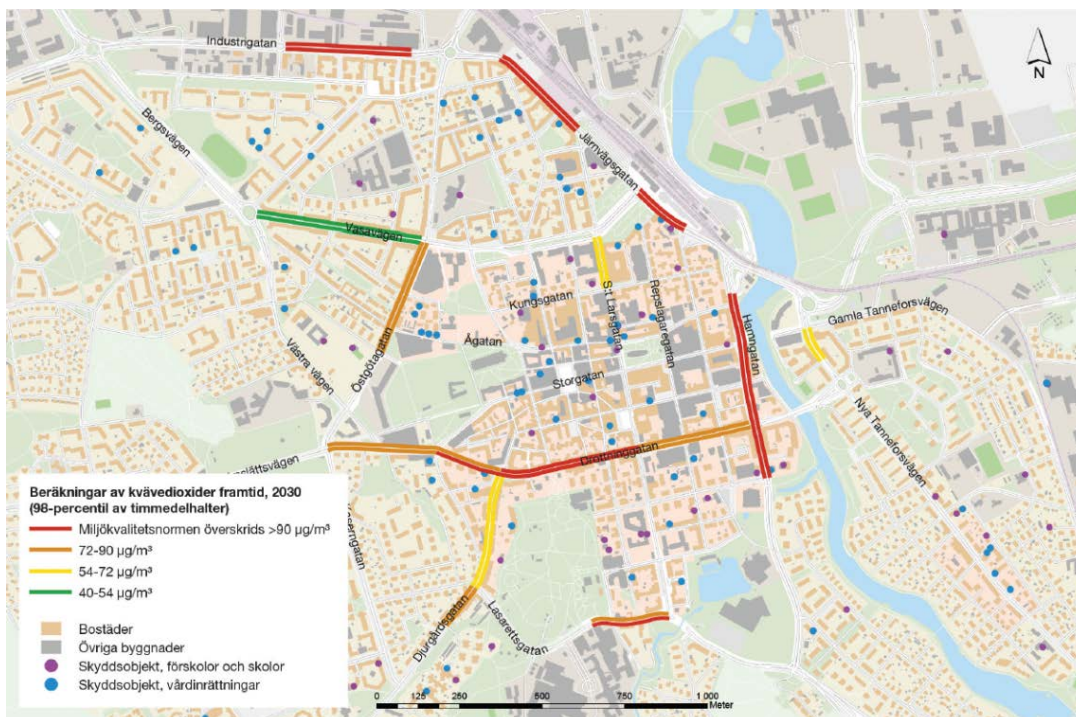 Industrigatan
N
Bergsvägen
Järnvägsgatan
Vasavägen
Kungsgatan
S:t Larsgatan
Repslagaregatan
Hamngatan
Gamla Tanneforsvägen
Ågatan
Östgötagatan
Västra vägen
Storgatan
Nya Tanneforsvägen
Drottninggatan
Djurgårdsgatan
Lasarettsgatan
Beräkningar av kvävedioxider framtid, 2030
(98-percentil av timmedelhalter)
Miljökvalitetsnormen överskrids >90 µg/m³
72-90 µg/m³
54-72 µg/m³
40-54 µg/m³
Bostäder
Övriga byggnader
Skyddsobjekt, förskolor och skolor
Skyddsobjekt, vårdinrättningar
0 125 250 500 750 1 000
Meter